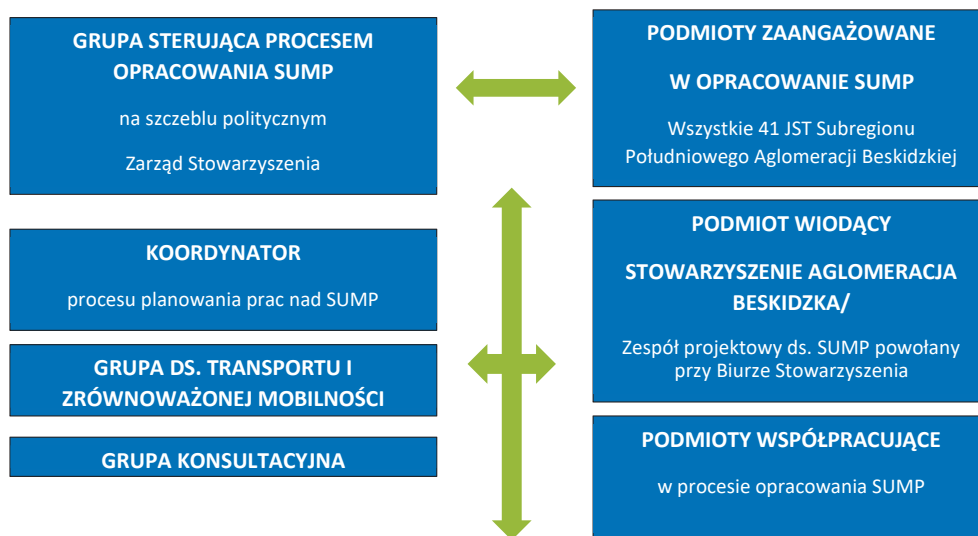 GRUPA STERUJĄCA PROCESEM
OPRACOWANIA SUMP
na szczeblu politycznym
Zarząd Stowarzyszenia
KOORDYNATOR
procesu planowania prac nad SUMP
GRUPA DS. TRANSPORTU I
ZRÓWNOWAŻONEJ MOBILNOŚCI
GRUPA KONSULTACYJNA
PODMIOTY ZAANGAŻOWANE
W OPRACOWANIE SUMP
Wszystkie 41 JST Subregionu
Południowego Aglomeracji Beskidzkiej
PODMIOT WIODĄCY
STOWARZYSZENIE AGLOMERACJA
BESKIDZKA/
Zespół projektowy ds. SUMP powołany
przy Biurze Stowarzyszenia
PODMIOTY WSPÓŁPRACUJĄCE
w procesie opracowania SUMP